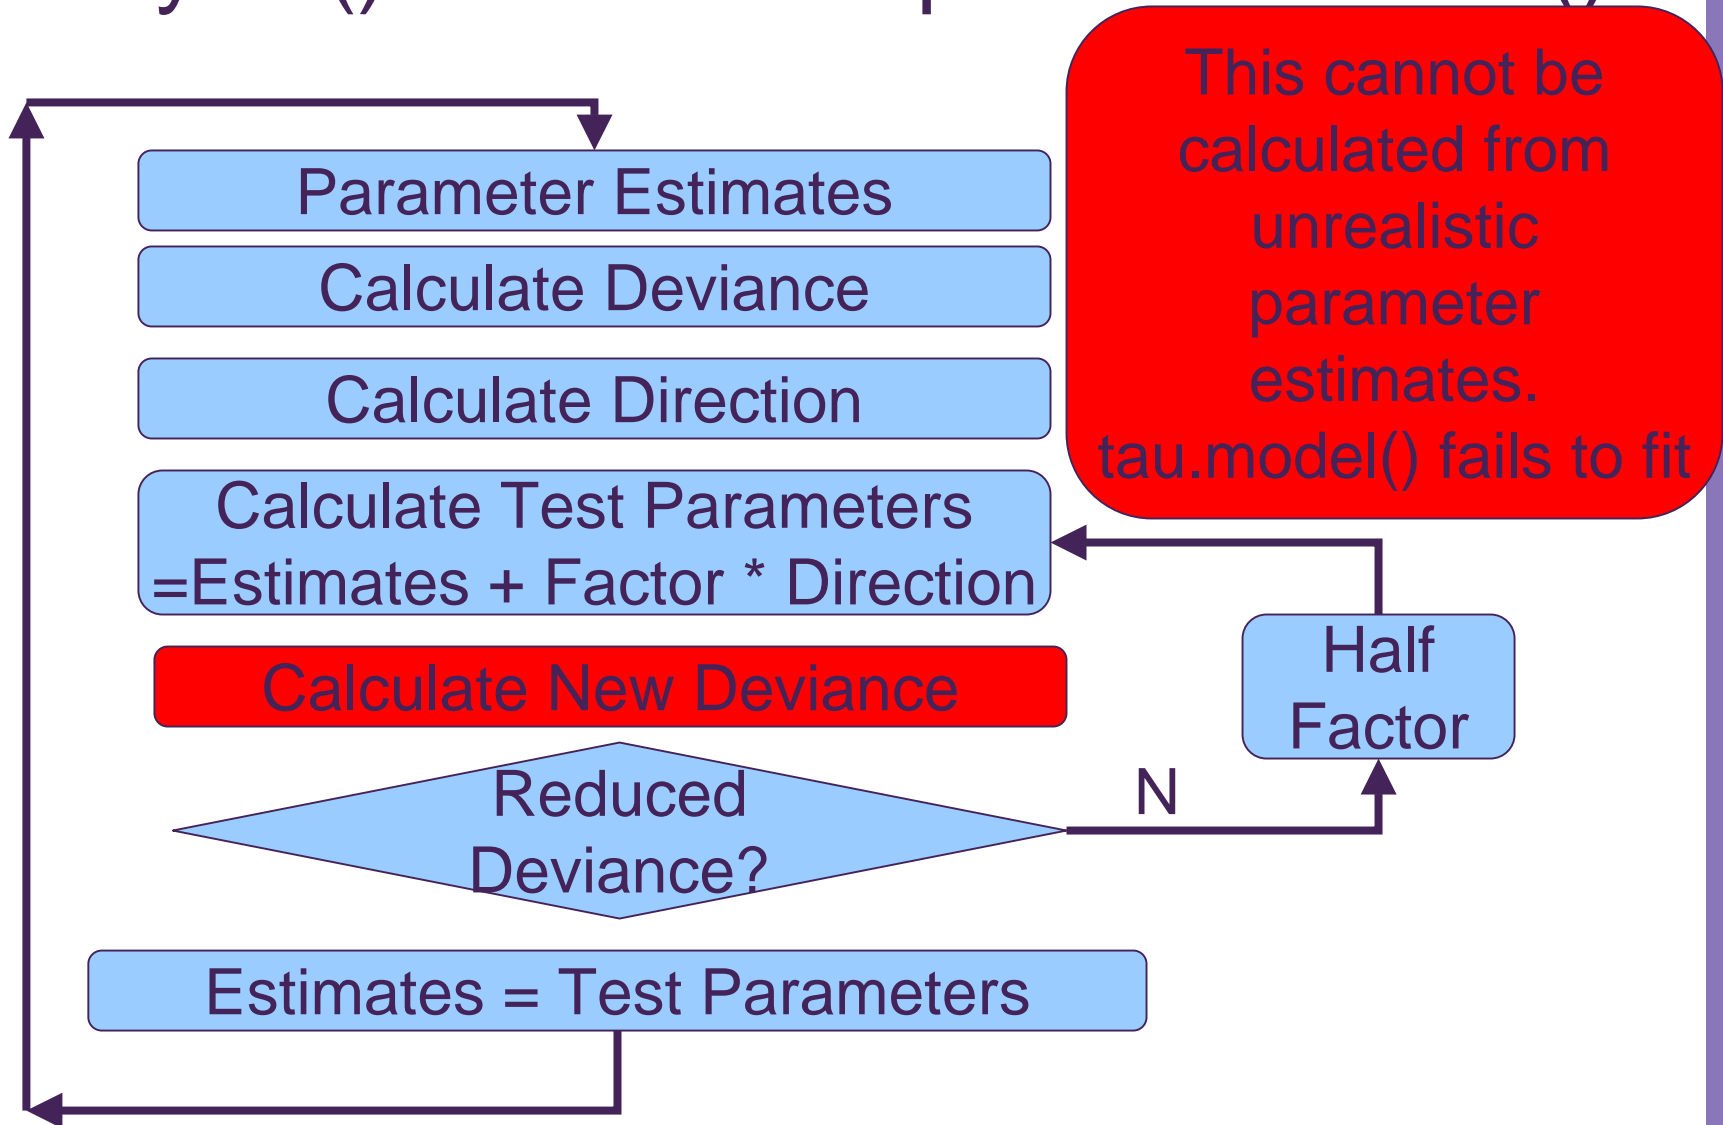 Parameter Estimates
Calculate Deviance
Calculate Direction
Calculate Test Parameters
=Estimates + Factor * Direction
Calculate New Deviance
Reduced
Deviance?
N
Half
Factor
Estimates = Test Parameters
This cannot be
calculated from
unrealistic
parameter
estimates.
tau.model() fails to fit